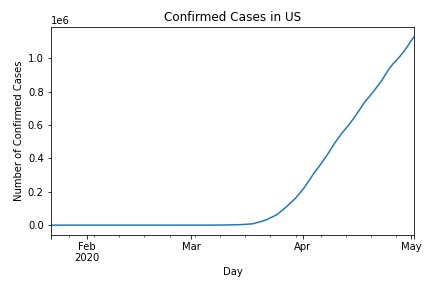 Confirmed Cases in US
1e6
1.0
0.8
0.6
0.4
0.2
0.0
Number of Confirmed Cases
Feb Mar Apr May
2020
Day